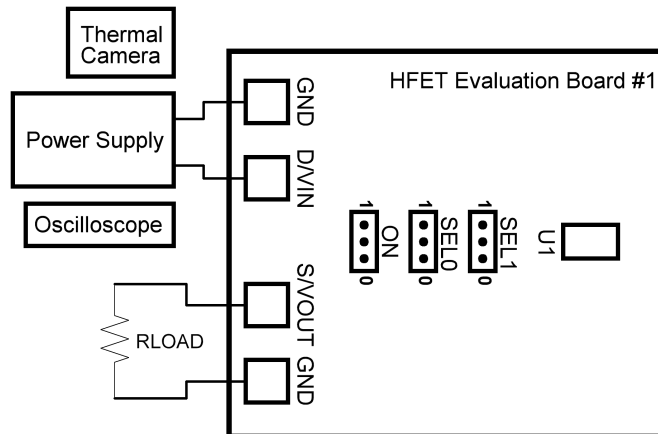 Thermal
Camera
HFET Evaluation Board #1
GND
Power Supply
D/VIN
Oscilloscope
1
1
1
ON
SEL0
SEL1
U1
0
0
0
S/VOUT
RLOAD
GND